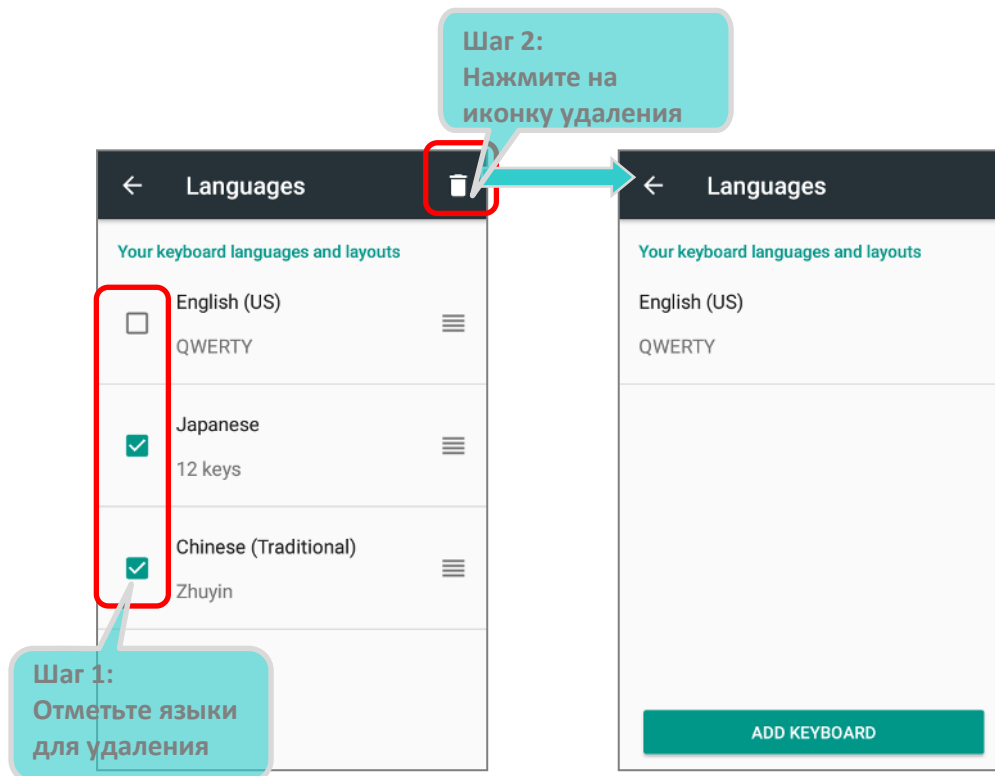 Шаг 2:
Нажмите на
иконку удаления
Languages
Your keyboard languages and layouts
English (US)
QWERTY
Japanese
12 keys
Chinese (Traditional)
Zhuyin
Шаг 1:
Отметьте языки
для удаления
Languages
Your keyboard languages and layouts
English (US)
QWERTY
ADD KEYBOARD